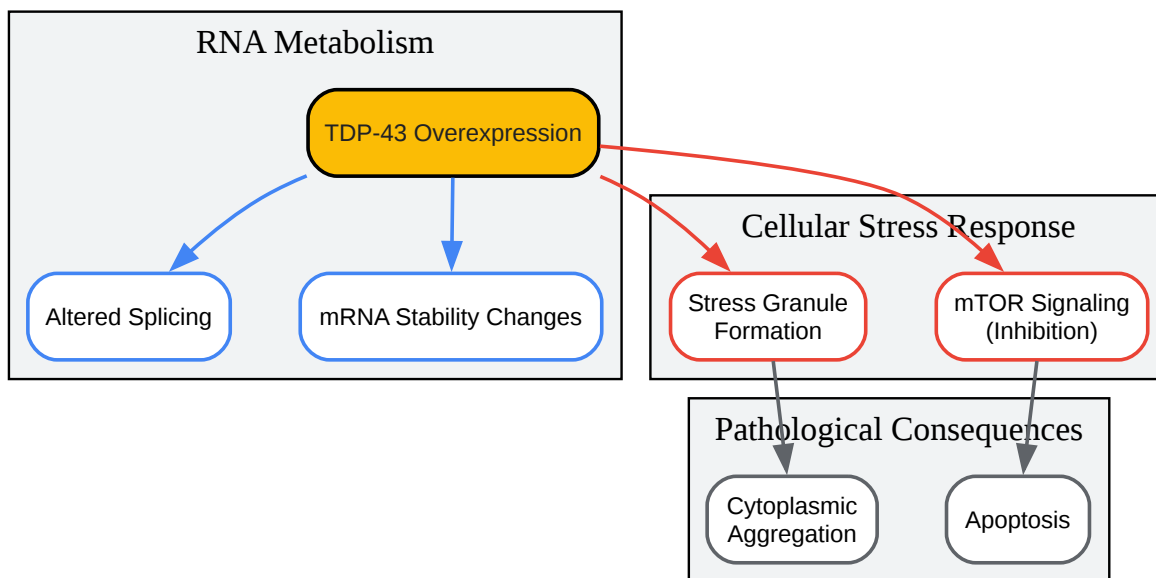 RNA Metabolism
TDP-43 Overexpression
Altered Splicing
mRNA Stability Changes
Cellular Stress Response
Stress Granule
Formation
mTOR Signaling
(Inhibition)
Pathological Consequences
Cytoplasmic
Aggregation
Apoptosis